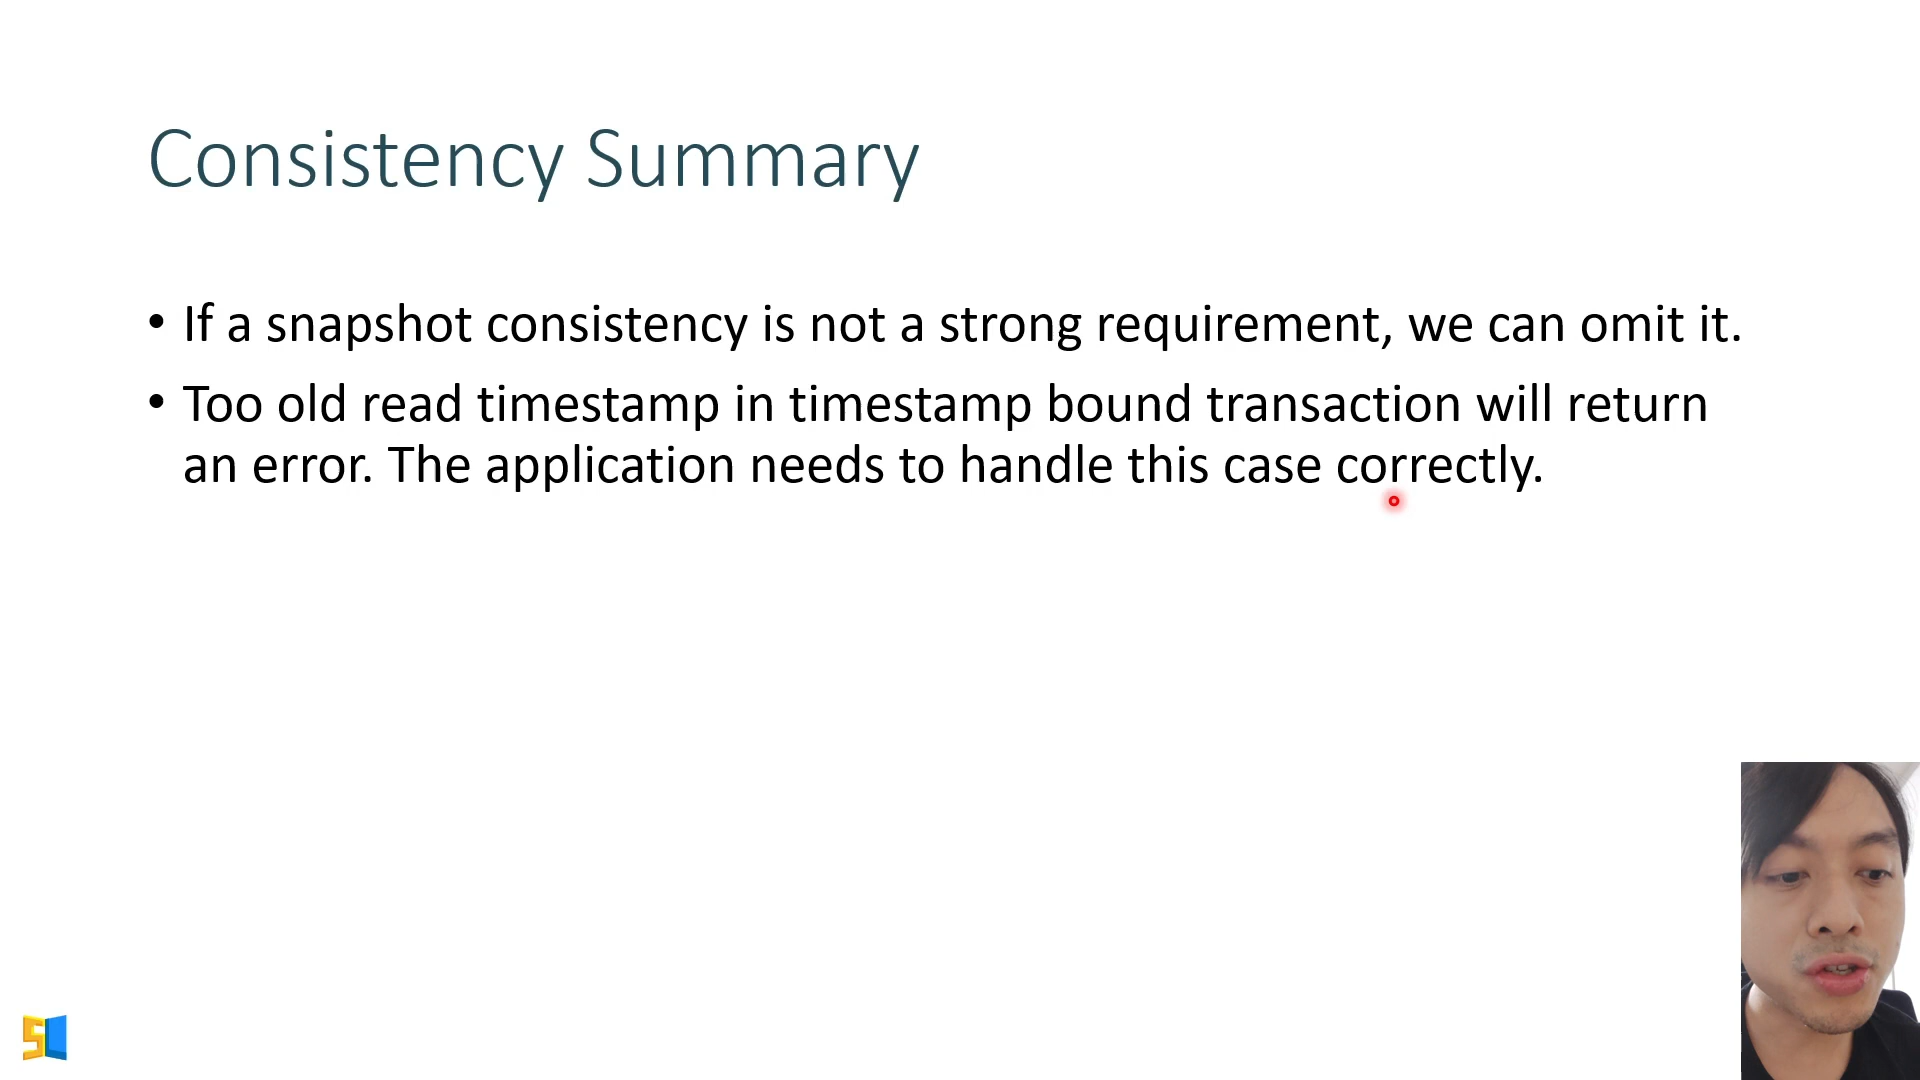 Consistency Summary
• If a snapshot consistency is not a strong requirement, we can omit it.
• Too old read timestamp in timestamp bound transaction will return
an error. The application needs to handle this case correctly.